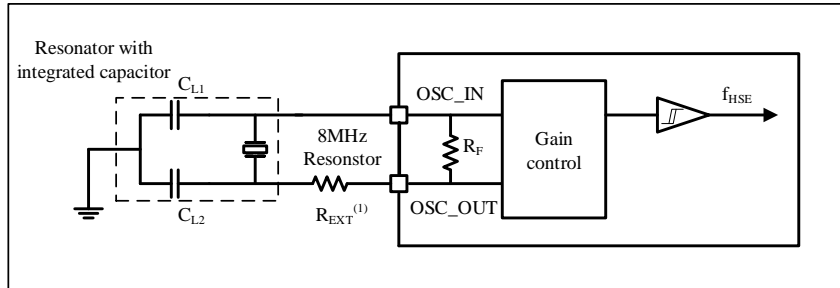 Resonator with
integrated capacitor
C_L1
OSC_IN
f_HSE
8MHz
Resonstor
R_F
Gain
control
C_L2
R_EXT^(1)
OSC_OUT